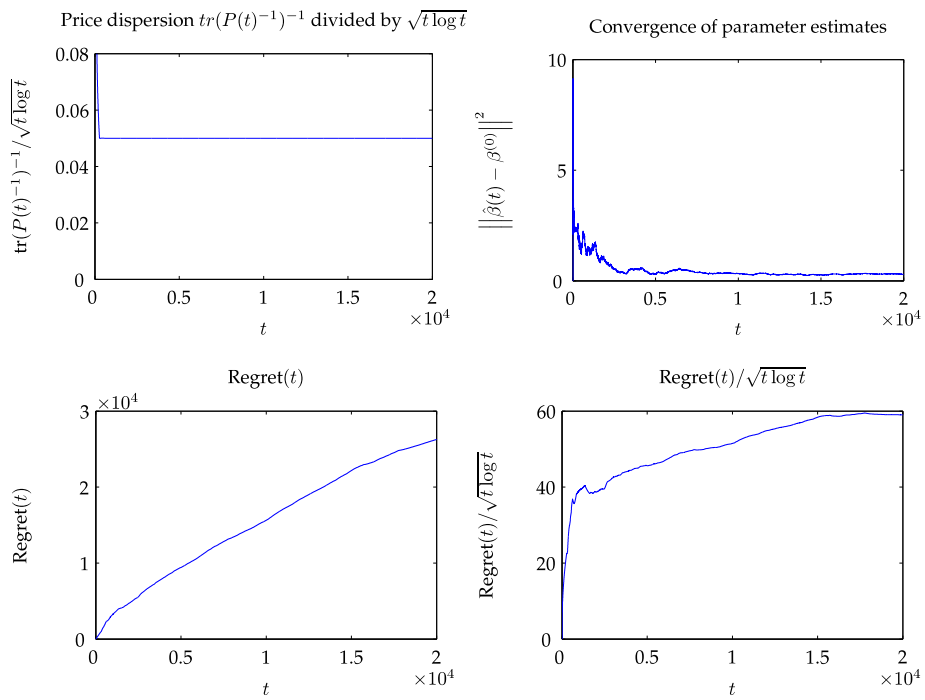 Price dispersion tr(P(t)⁻¹)⁻¹ divided by √(t log t)
tr(P(t)⁻¹)⁻¹/√(t log t)
0.08
0.06
0.04
0.02
0
0 0.5 1 1.5 2
×10⁴
t
Convergence of parameter estimates
||β̂(t) − β⁽⁰⁾||²
10
5
0
0 0.5 1 1.5 2
×10⁴
t
Regret(t)
Regret(t)
×10⁴
3
2
1
0
0 0.5 1 1.5 2
×10⁴
t
Regret(t)/√(t log t)
Regret(t)/√(t log t)
60
40
20
0
0 0.5 1 1.5 2
×10⁴
t